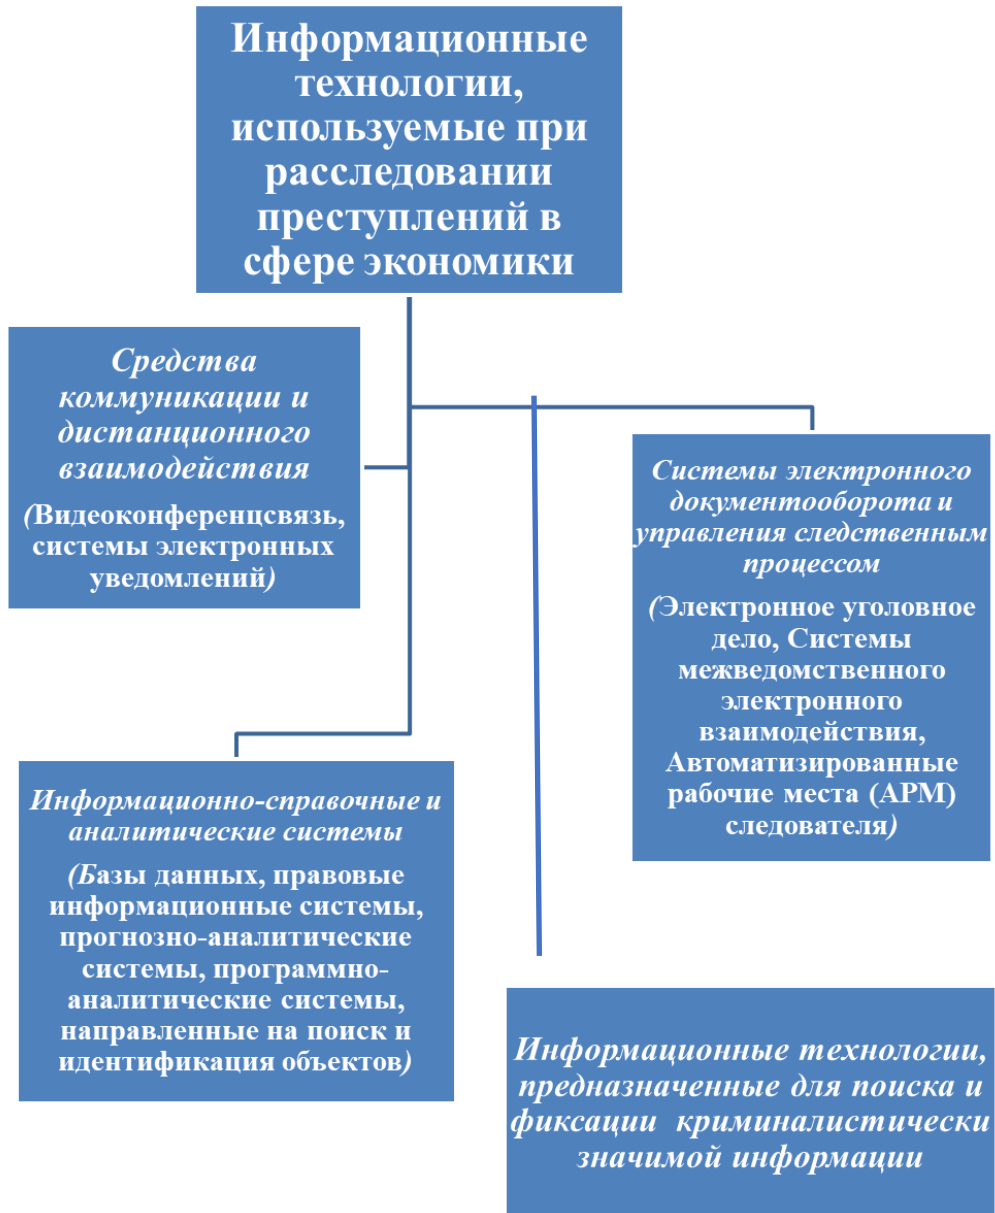 Информационные
технологии,
используемые при
расследовании
преступлений в
сфере экономики
Средства
коммуникации и
дистанционного
взаимодействия
(Видеоконференцсвязь,
системы электронных
уведомлений)
Системы электронного
документооборота и
управления следственным
процессом
(Электронное уголовное
дело, Системы
межведомственного
электронного
взаимодействия,
Автоматизированные
рабочие места (АРМ)
следователя)
Информационно-справочные и
аналитические системы
(Базы данных, правовые
информационные системы,
прогнозно-аналитические
системы, программно-
аналитические системы,
направленные на поиск и
идентификация объектов)
Информационные технологии,
предназначенные для поиска и
фиксации криминалистически
значимой информации